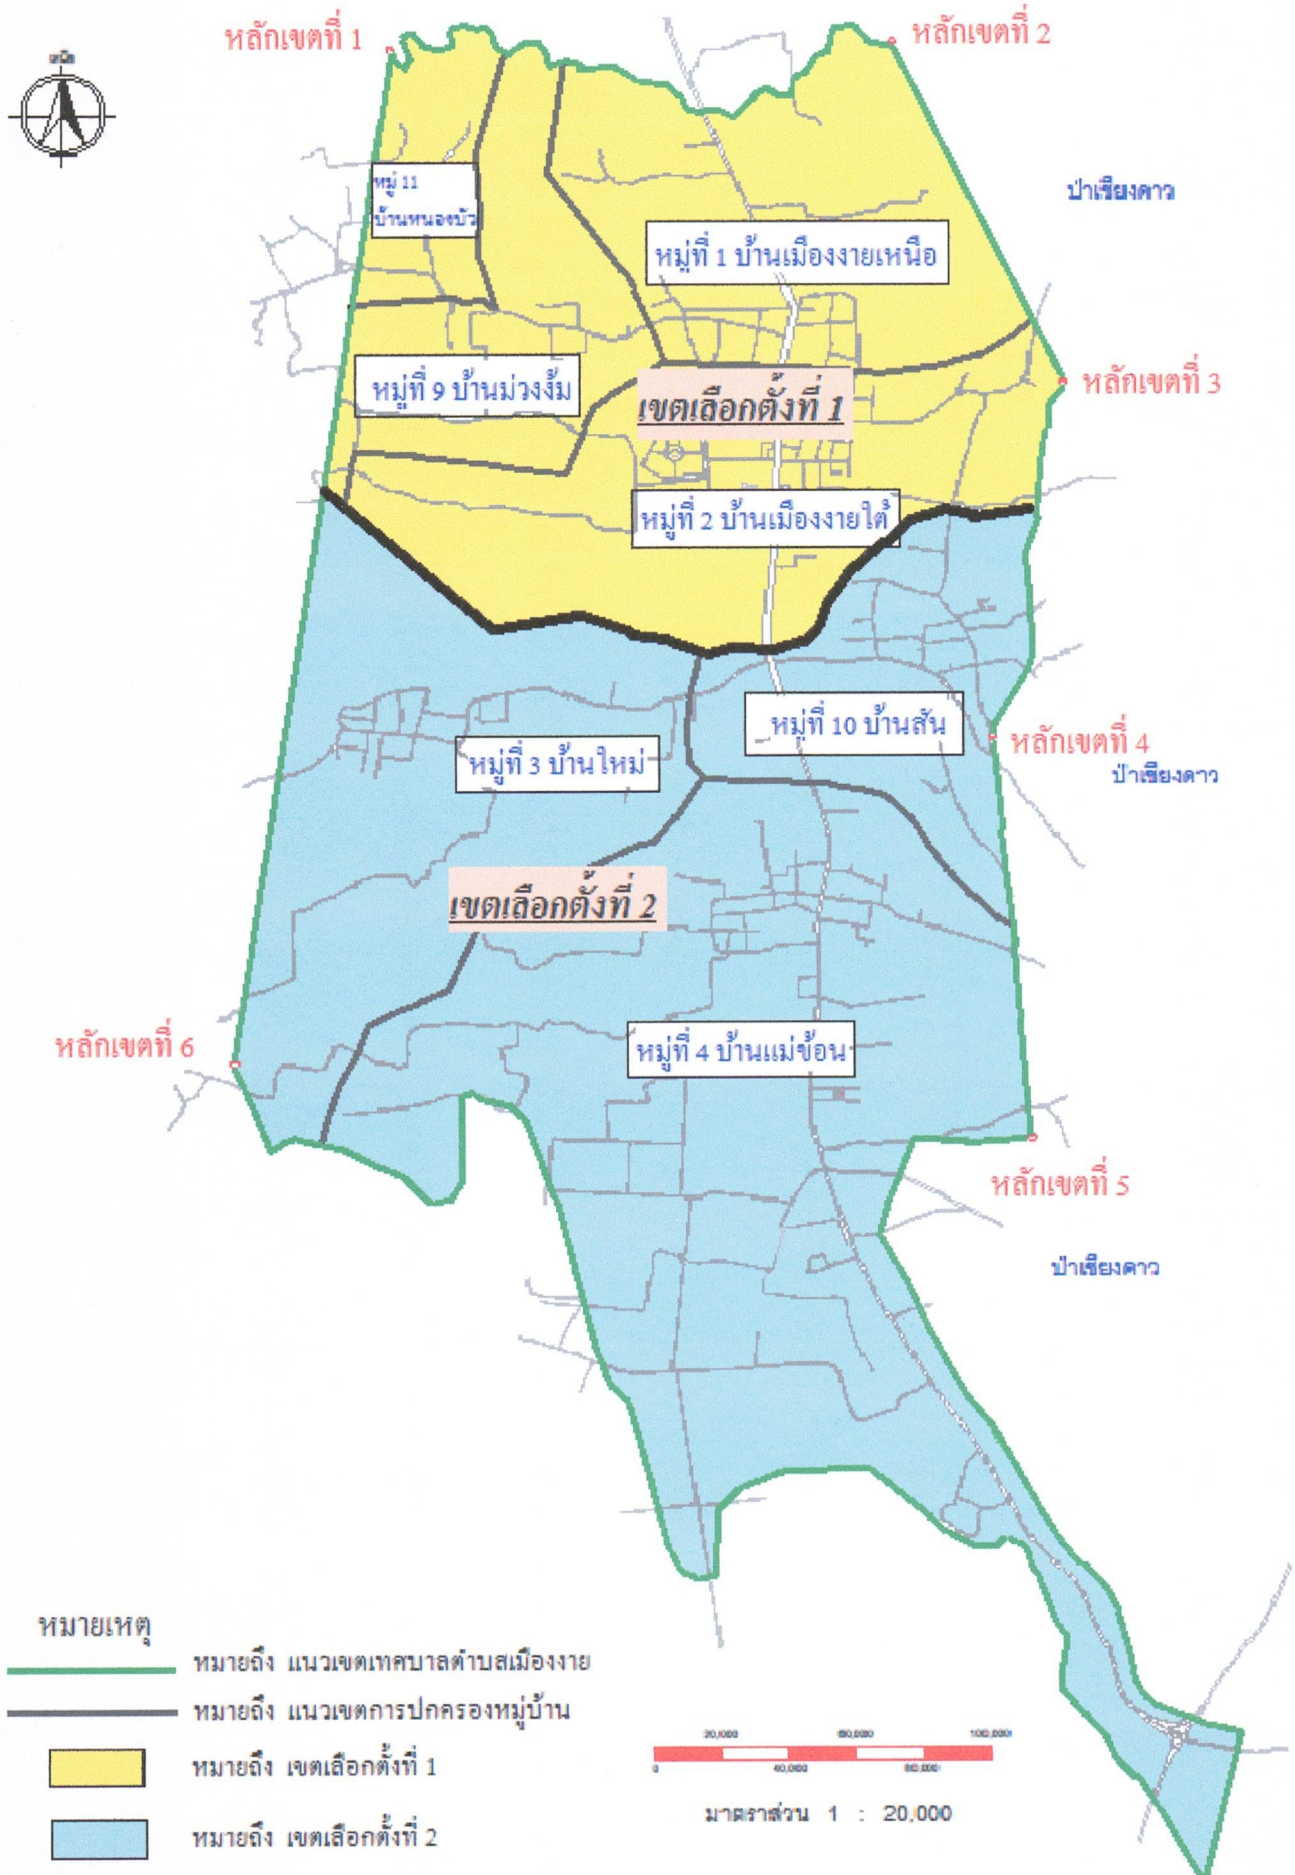 หลักเขตที่ 1
หลักเขตที่ 2
เหนือ
ป่าเชียงดาว
หมู่ 11
บ้านหนองบัว
หมู่ที่ 1 บ้านเมืองงายเหนือ
หมู่ที่ 9 บ้านม่วงง้ม
เขตเลือกตั้งที่ 1
หลักเขตที่ 3
หมู่ที่ 2 บ้านเมืองงายใต้
หมู่ที่ 10 บ้านสัน
หลักเขตที่ 4
หมู่ที่ 3 บ้านใหม่
ป่าเชียงดาว
เขตเลือกตั้งที่ 2
หลักเขตที่ 6
หมู่ที่ 4 บ้านแม่ข้อน
หลักเขตที่ 5
ป่าเชียงดาว
หมายเหตุ
หมายถึง แนวเขตเทศบาลตำบลเมืองงาย
หมายถึง แนวเขตการปกครองหมู่บ้าน
หมายถึง เขตเลือกตั้งที่ 1
หมายถึง เขตเลือกตั้งที่ 2
20,000 60,000 100,000
0 40,000 80,000
มาตราส่วน 1 : 20,000